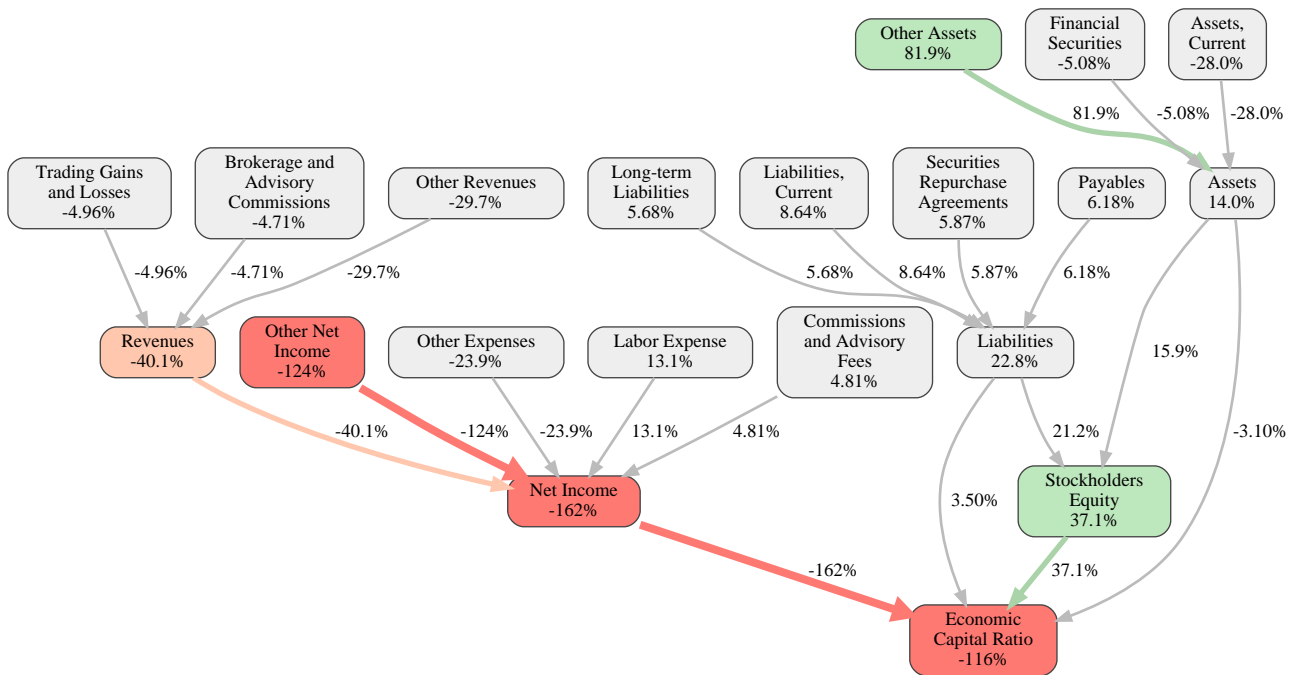 Other Assets
81.9%
Financial
Securities
-5.08%
Assets,
Current
-28.0%
81.9%
-5.08%
-28.0%
Trading Gains
and Losses
-4.96%
Brokerage and
Advisory
Commissions
-4.71%
Other Revenues
-29.7%
Long-term
Liabilities
5.68%
Liabilities,
Current
8.64%
Securities
Repurchase
Agreements
5.87%
Payables
6.18%
Assets
14.0%
-4.96%
-4.71%
-29.7%
5.68%
8.64%
5.87%
6.18%
Revenues
-40.1%
Other Net
Income
-124%
Other Expenses
-23.9%
Labor Expense
13.1%
Commissions
and Advisory
Fees
4.81%
Liabilities
22.8%
15.9%
-40.1%
-124%
-23.9%
13.1%
4.81%
21.2%
-3.10%
Net Income
-162%
3.50%
Stockholders
Equity
37.1%
-162%
37.1%
Economic
Capital Ratio
-116%